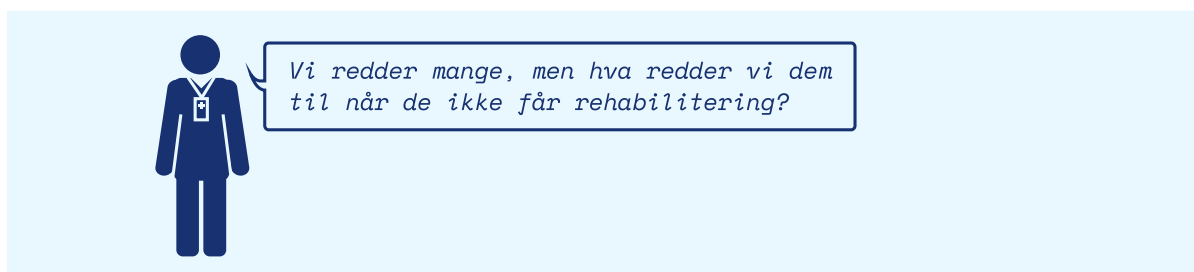 Vi redder mange, men hva redder vi dem
til når de ikke får rehabilitering?